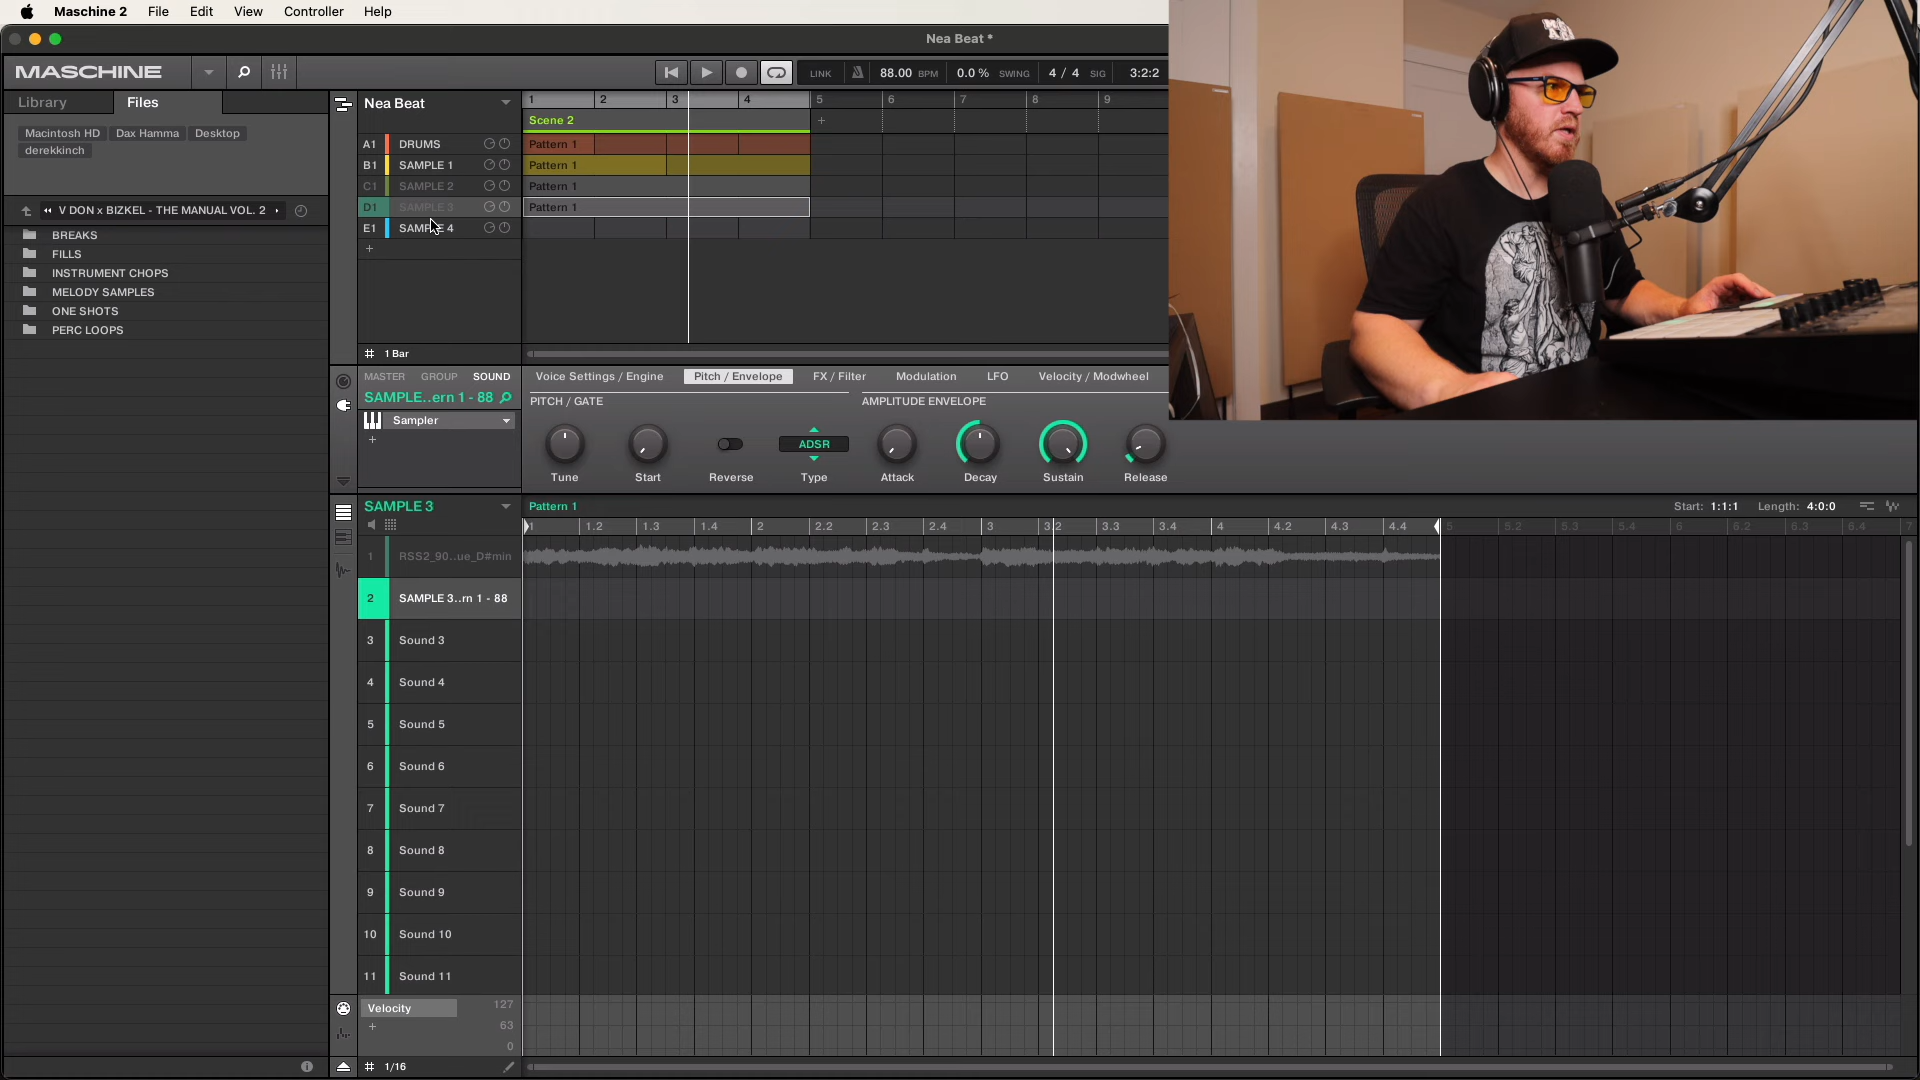 Maschine 2 File Edit View Controller Help
Nea Beat *
MASCHINE
LINK 88.00 BPM 0.0 % SWING 4 / 4 SIG 3:2:2
Library Files
Macintosh HD Dax Hamma Desktop
derekkinch
V DON x BIZKEL - THE MANUAL VOL. 2
BREAKS
FILLS
INSTRUMENT CHOPS
MELODY SAMPLES
ONE SHOTS
PERC LOOPS
Nea Beat
1 2 3 4 5 6 7 8 9
Scene 2 +
A1 DRUMS Pattern 1
B1 SAMPLE 1 Pattern 1
C1 SAMPLE 2 Pattern 1
D1 SAMPLE 3 Pattern 1
E1 SAMPLE 4
+
1 Bar
MASTER GROUP SOUND
SAMPLE..ern 1 - 88
Sampler
+
Voice Settings / Engine Pitch / Envelope FX / Filter Modulation LFO Velocity / Modwheel
PITCH / GATE AMPLITUDE ENVELOPE
ADSR
Tune Start Reverse Type Attack Decay Sustain Release
SAMPLE 3 Pattern 1 Start: 1:1:1 Length: 4:0:0
1 1.2 1.3 1.4 2 2.2 2.3 2.4 3 3.2 3.3 3.4 4 4.2 4.3 4.4 5 5.2 5.3 5.4 6 6.2 6.3 6.4 7
1 RSS2_90..ue_D#min
2 SAMPLE 3..rn 1 - 88
3 Sound 3
4 Sound 4
5 Sound 5
6 Sound 6
7 Sound 7
8 Sound 8
9 Sound 9
10 Sound 10
11 Sound 11
Velocity 127
+ 63
0
1/16